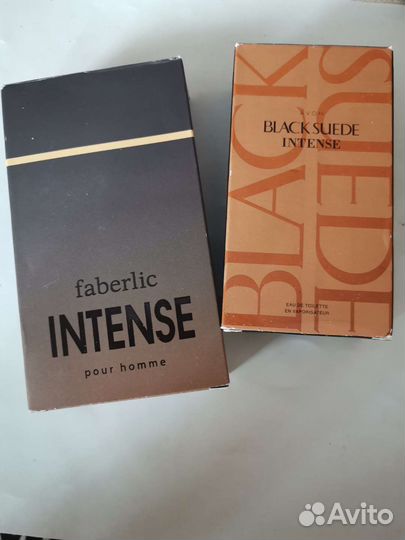 faberlic
INTENSE
pour homme
AVON
BLACK SUEDE
INTENSE
BLACK
SUEDE
EAU DE TOILETTE
EN VAPORISATEUR
Avito